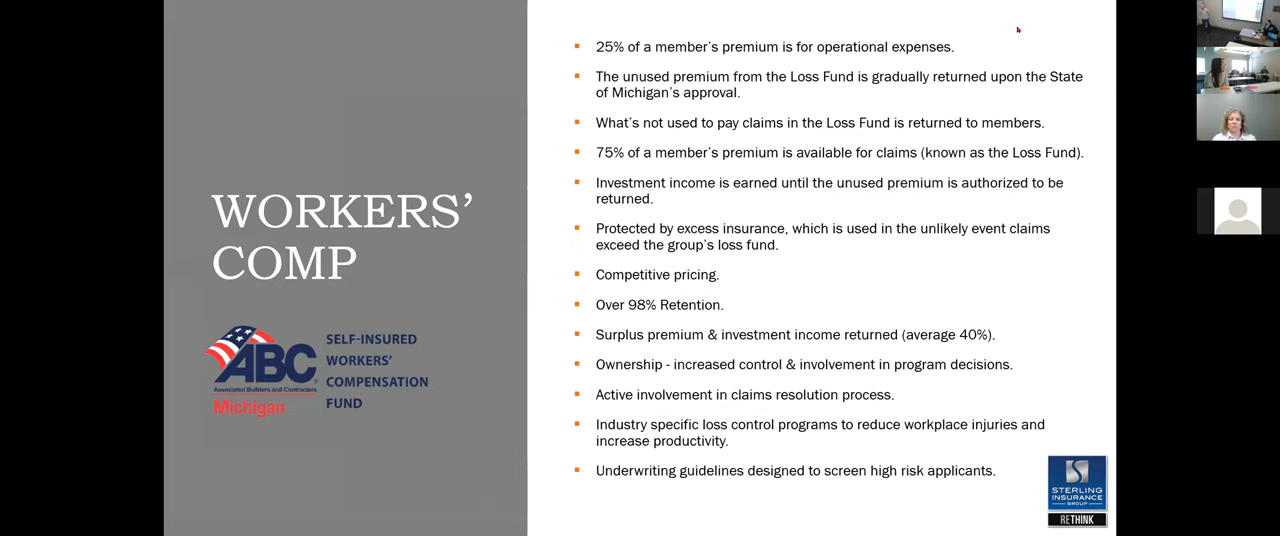 WORKERS’
COMP
ABC
Associated Builders and Contractors
Michigan
SELF-INSURED
WORKERS’
COMPENSATION
FUND
25% of a member’s premium is for operational expenses.
The unused premium from the Loss Fund is gradually returned upon the State
of Michigan’s approval.
What’s not used to pay claims in the Loss Fund is returned to members.
75% of a member’s premium is available for claims (known as the Loss Fund).
Investment income is earned until the unused premium is authorized to be
returned.
Protected by excess insurance, which is used in the unlikely event claims
exceed the group’s loss fund.
Competitive pricing.
Over 98% Retention.
Surplus premium & investment income returned (average 40%).
Ownership - increased control & involvement in program decisions.
Active involvement in claims resolution process.
Industry specific loss control programs to reduce workplace injuries and
increase productivity.
Underwriting guidelines designed to screen high risk applicants.
STERLING
INSURANCE
GROUP
RETHINK